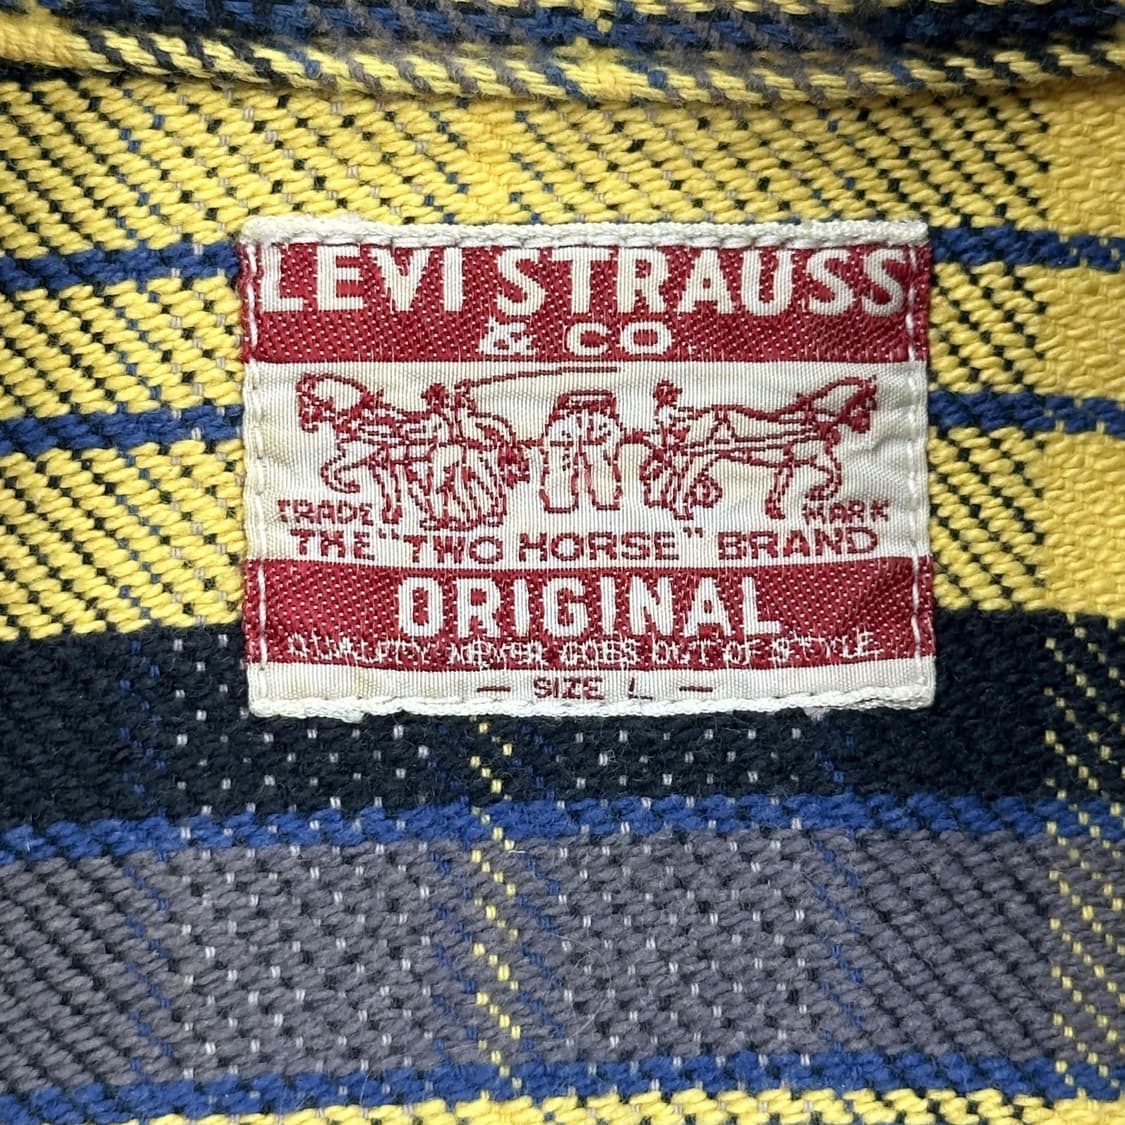 LEVI STRAUSS
& CO
TRADE MARK
THE "TWO HORSE" BRAND
ORIGINAL
QUALITY NEVER GOES OUT OF STYLE
— SIZE L —